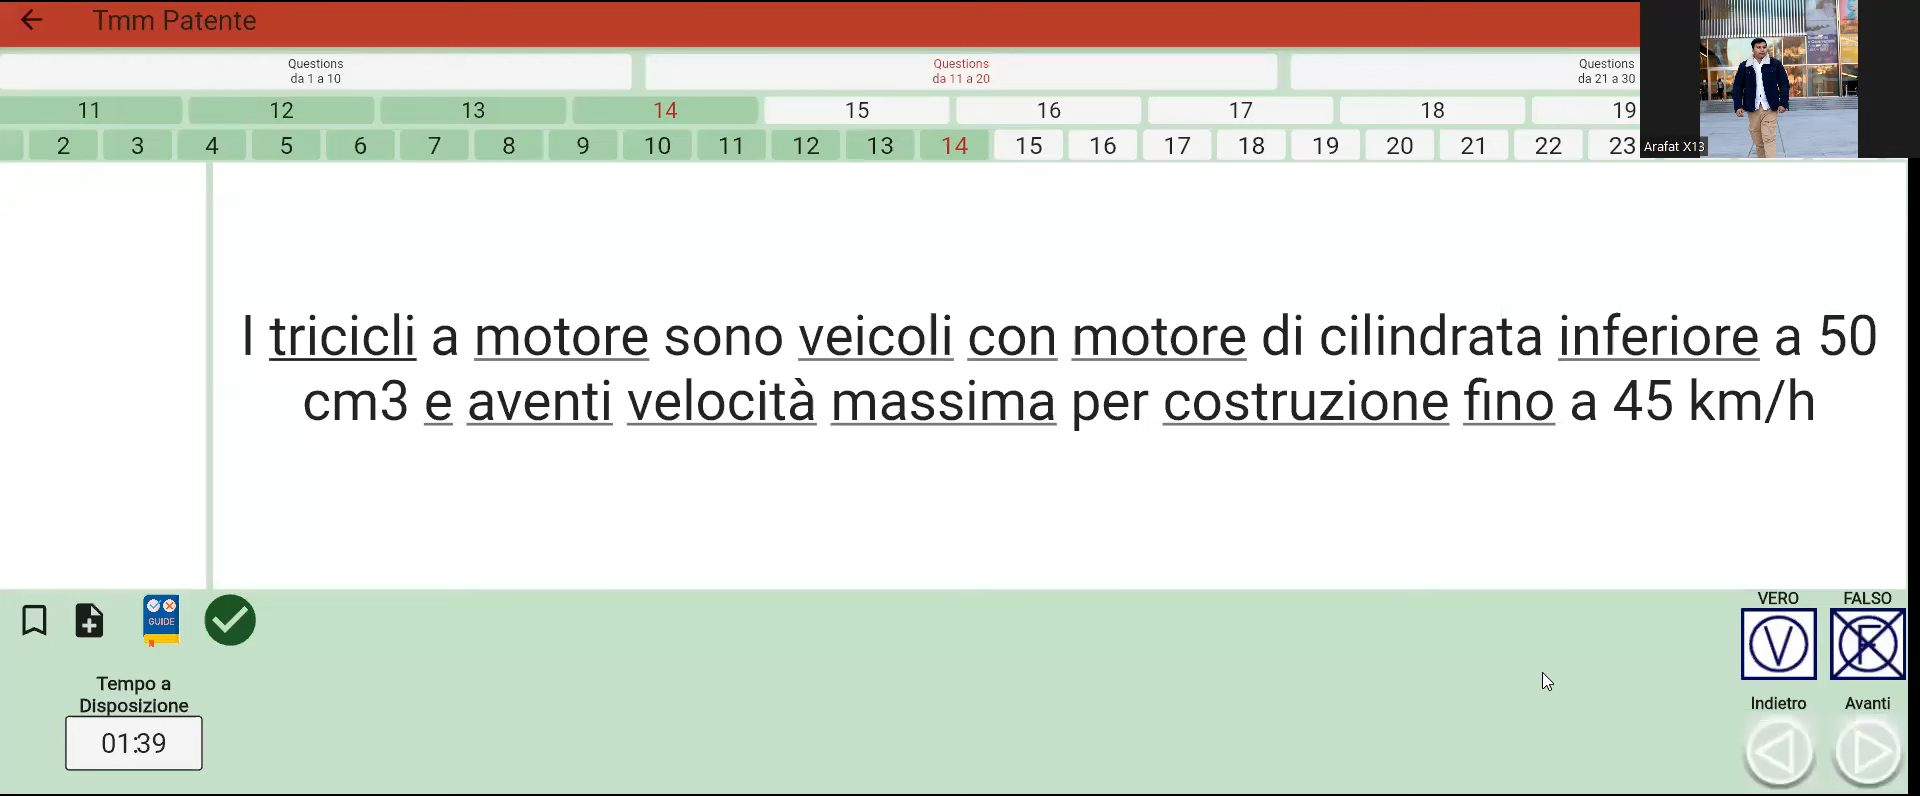 Tmm Patente
Questions
da 1 a 10
Questions
da 11 a 20
Questions
da 21 a 30
11 12 13 14 15 16 17 18 19
2 3 4 5 6 7 8 9 10 11 12 13 14 15 16 17 18 19 20 21 22 23
Arafat X13
I tricicli a motore sono veicoli con motore di cilindrata inferiore a 50
cm3 e aventi velocità massima per costruzione fino a 45 km/h
GUIDE
VERO FALSO
V F
Tempo a
Disposizione
01:39
Indietro Avanti